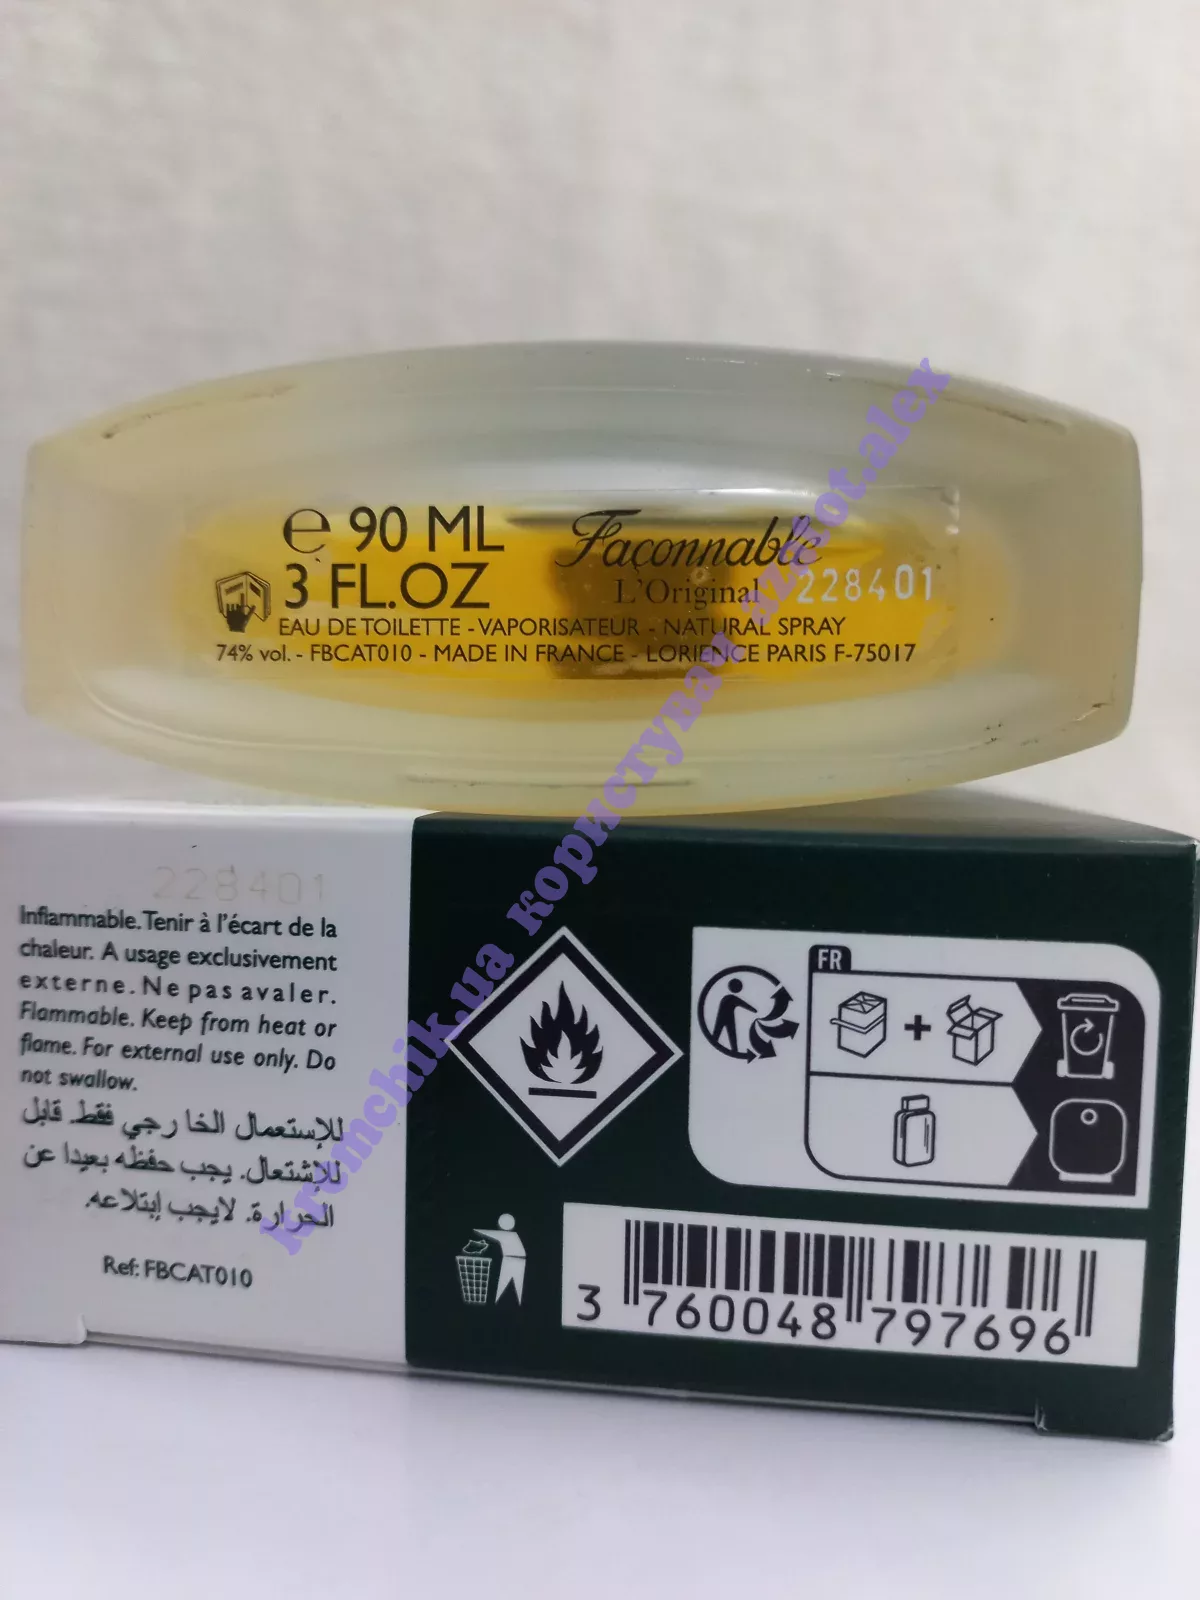 ℮ 90 ML
3 FL.OZ
Façonnable
L'Original
228401
EAU DE TOILETTE - VAPORISATEUR - NATURAL SPRAY
74% vol. - FBCAT010 - MADE IN FRANCE - LORIENCE PARIS F-75017
228401
Inflammable. Tenir à l'écart de la
chaleur. A usage exclusivement
externe. Ne pas avaler.
Flammable. Keep from heat or
flame. For external use only. Do
not swallow.
للإستعمال الخارجي فقط. قابل
للإشتعال. يجب حفظه بعيدا عن
الحرارة. لايجب إبتلاعه.
Ref: FBCAT010
FR
3 760048 797696
kremchik.ua користувач azfoot.alex